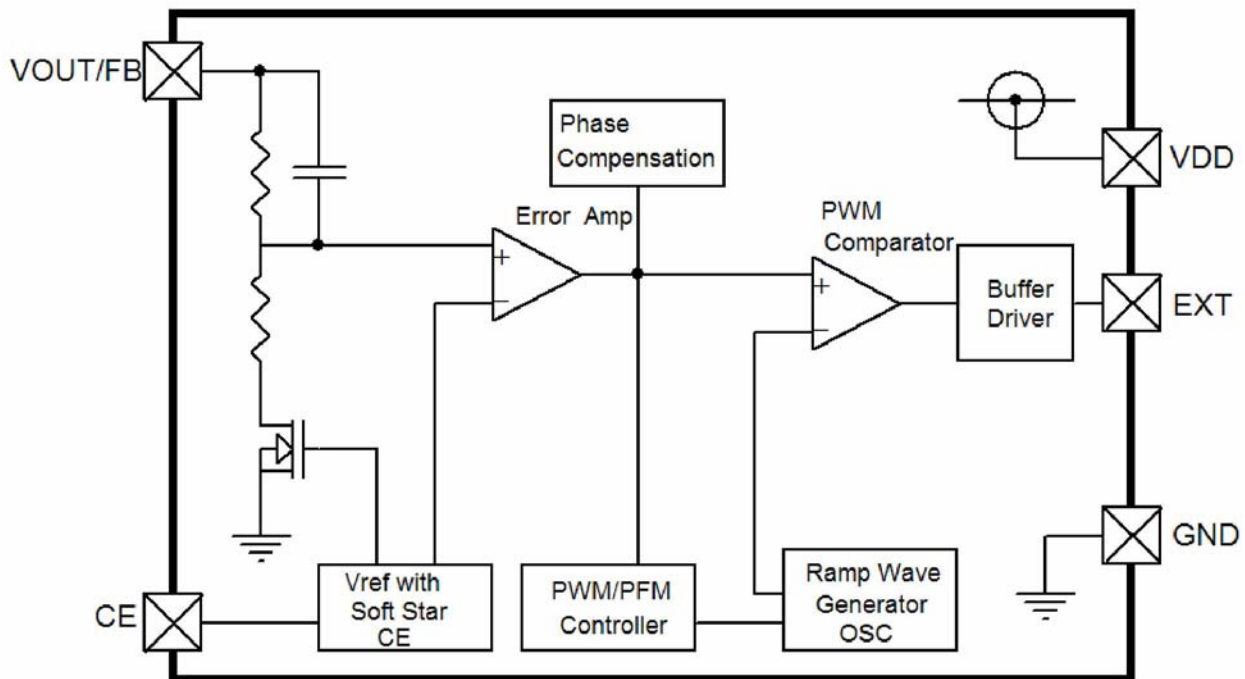 VOUT/FB
Phase
Compensation
VDD
Error Amp
PWM
Comparator
+
−
+
−
Buffer
Driver
EXT
GND
CE
Vref with
Soft Star
CE
PWM/PFM
Controller
Ramp Wave
Generator
OSC